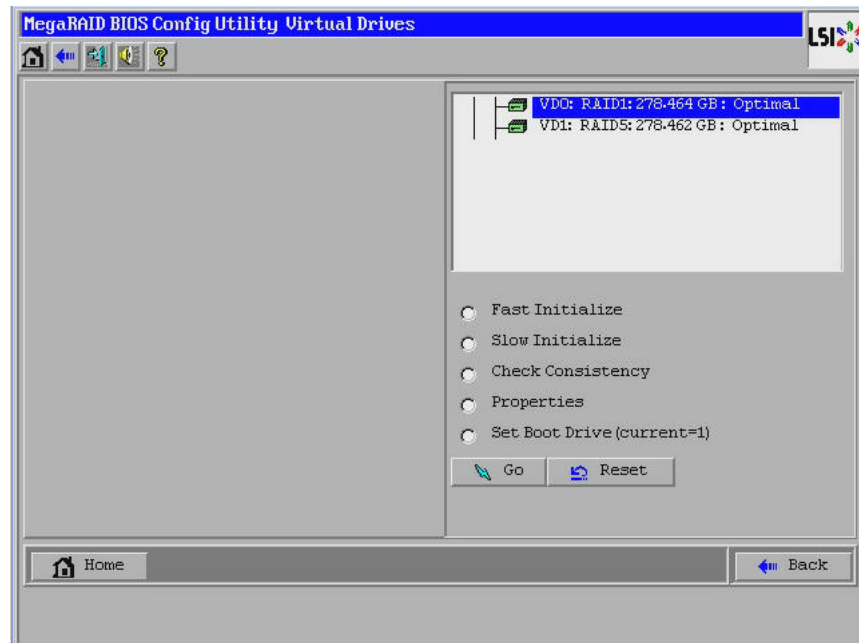 MegaRAID BIOS Config Utility Virtual Drives
LSI
VD0: RAID1: 278.464 GB: Optimal
VD1: RAID5: 278.462 GB: Optimal
Fast Initialize
Slow Initialize
Check Consistency
Properties
Set Boot Drive (current=1)
Go Reset
Home Back